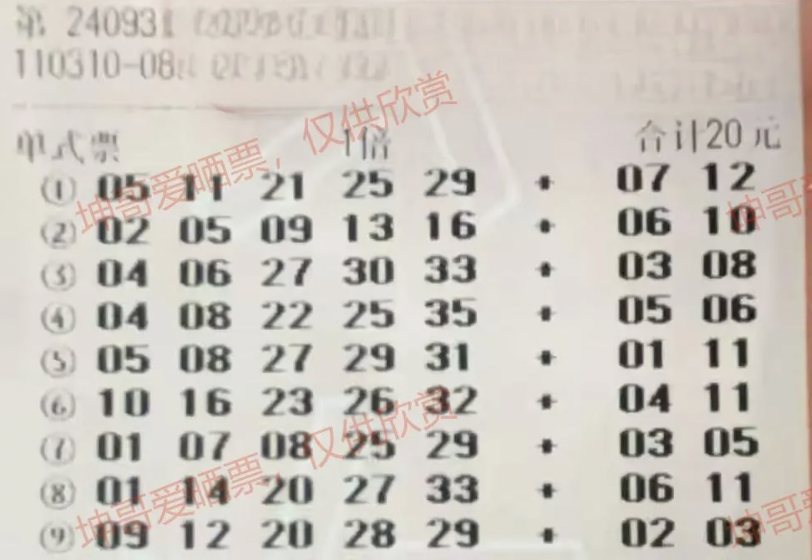 第 24093
110310-08
单式票 1倍 合计20元
① 05 11 21 25 29 + 07 12
② 02 05 09 13 16 + 06 10
③ 04 06 27 30 33 + 03 08
④ 04 08 22 25 35 + 05 06
⑤ 05 08 27 29 31 + 01 11
⑥ 10 16 23 26 32 + 04 11
⑦ 01 07 08 25 29 + 03 05
⑧ 01 14 20 27 33 + 06 11
⑨ 09 12 20 28 29 + 02 03
坤哥爱晒票，仅供欣赏
坤哥爱晒票，仅供欣赏
坤哥
坤哥